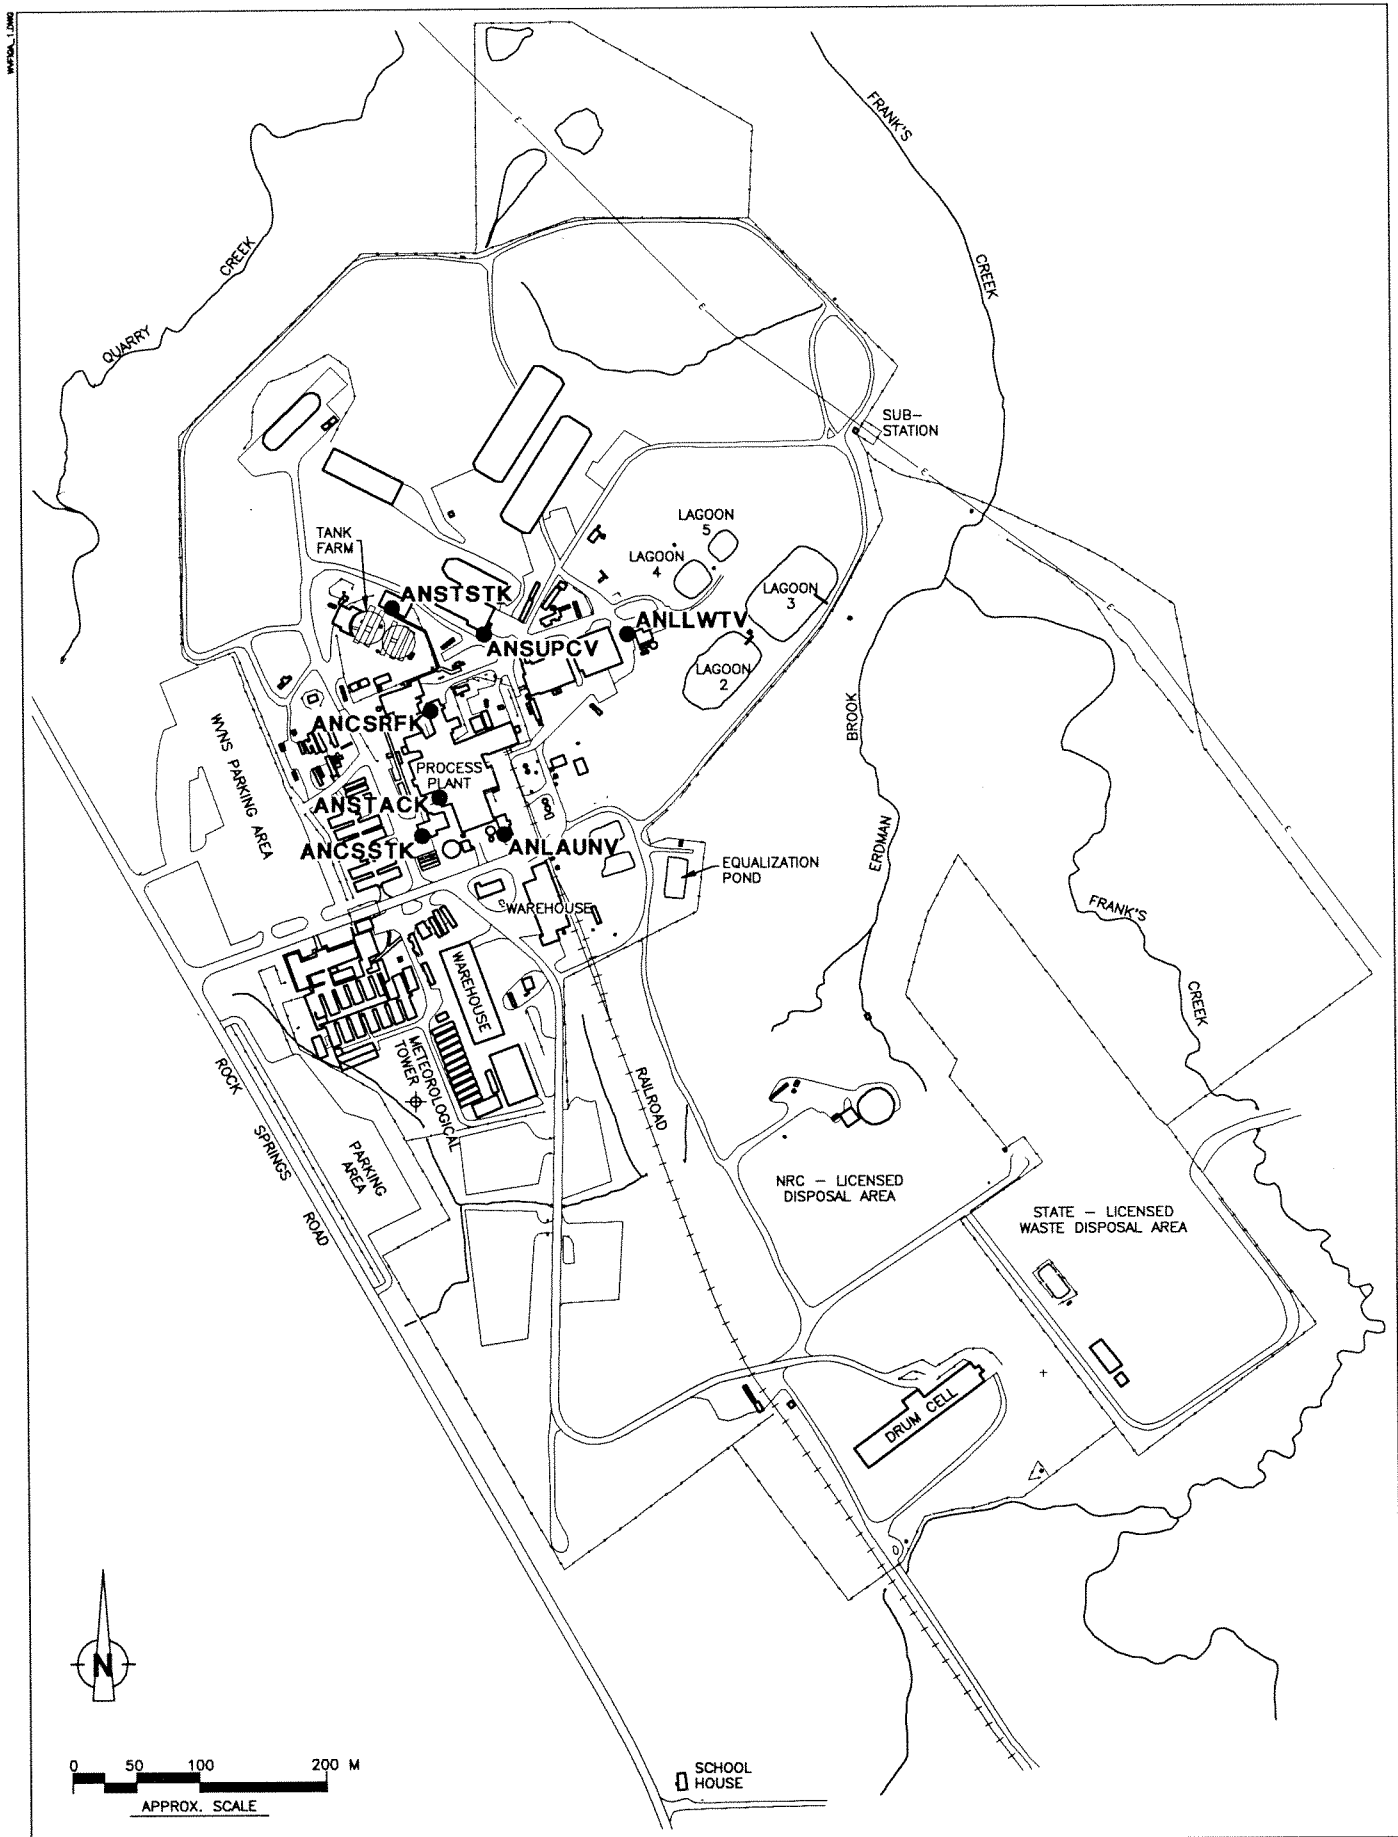 WVFIGA_1.DWG
FRANK'S
CREEK
CREEK
QUARRY
SUB-
STATION
LAGOON
5
LAGOON
4
LAGOON
3
LAGOON
2
TANK
FARM
ANSTSTK
ANSUPCV
ANLLWTV
ANCSRFK
PROCESS
PLANT
ANSTACK
ANCSSTK
ANLAUNV
WVNS PARKING AREA
BROOK
ERDMAN
EQUALIZATION
POND
WAREHOUSE
WAREHOUSE
FRANK'S
CREEK
METEOROLOGICAL
TOWER
RAILROAD
ROCK
SPRINGS
ROAD
PARKING
AREA
NRC – LICENSED
DISPOSAL AREA
STATE – LICENSED
WASTE DISPOSAL AREA
DRUM CELL
N
0 50 100 200 M
APPROX. SCALE
SCHOOL
HOUSE